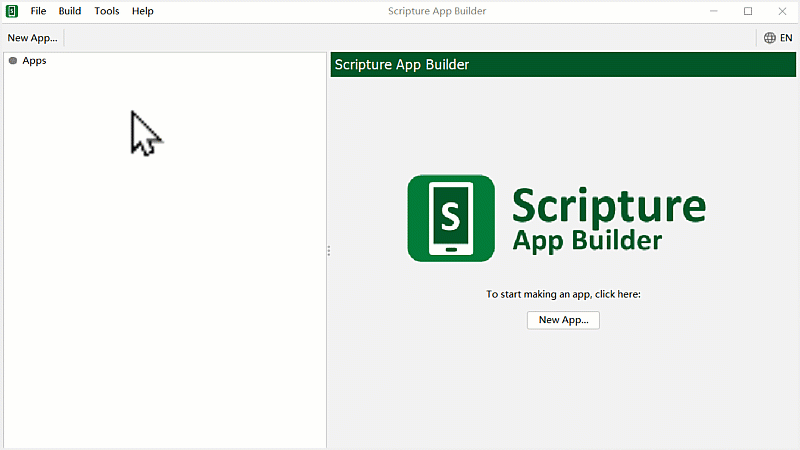 File Build Tools Help Scripture App Builder
New App... EN
Apps
Scripture App Builder
S
Scripture
App Builder
To start making an app, click here:
New App...